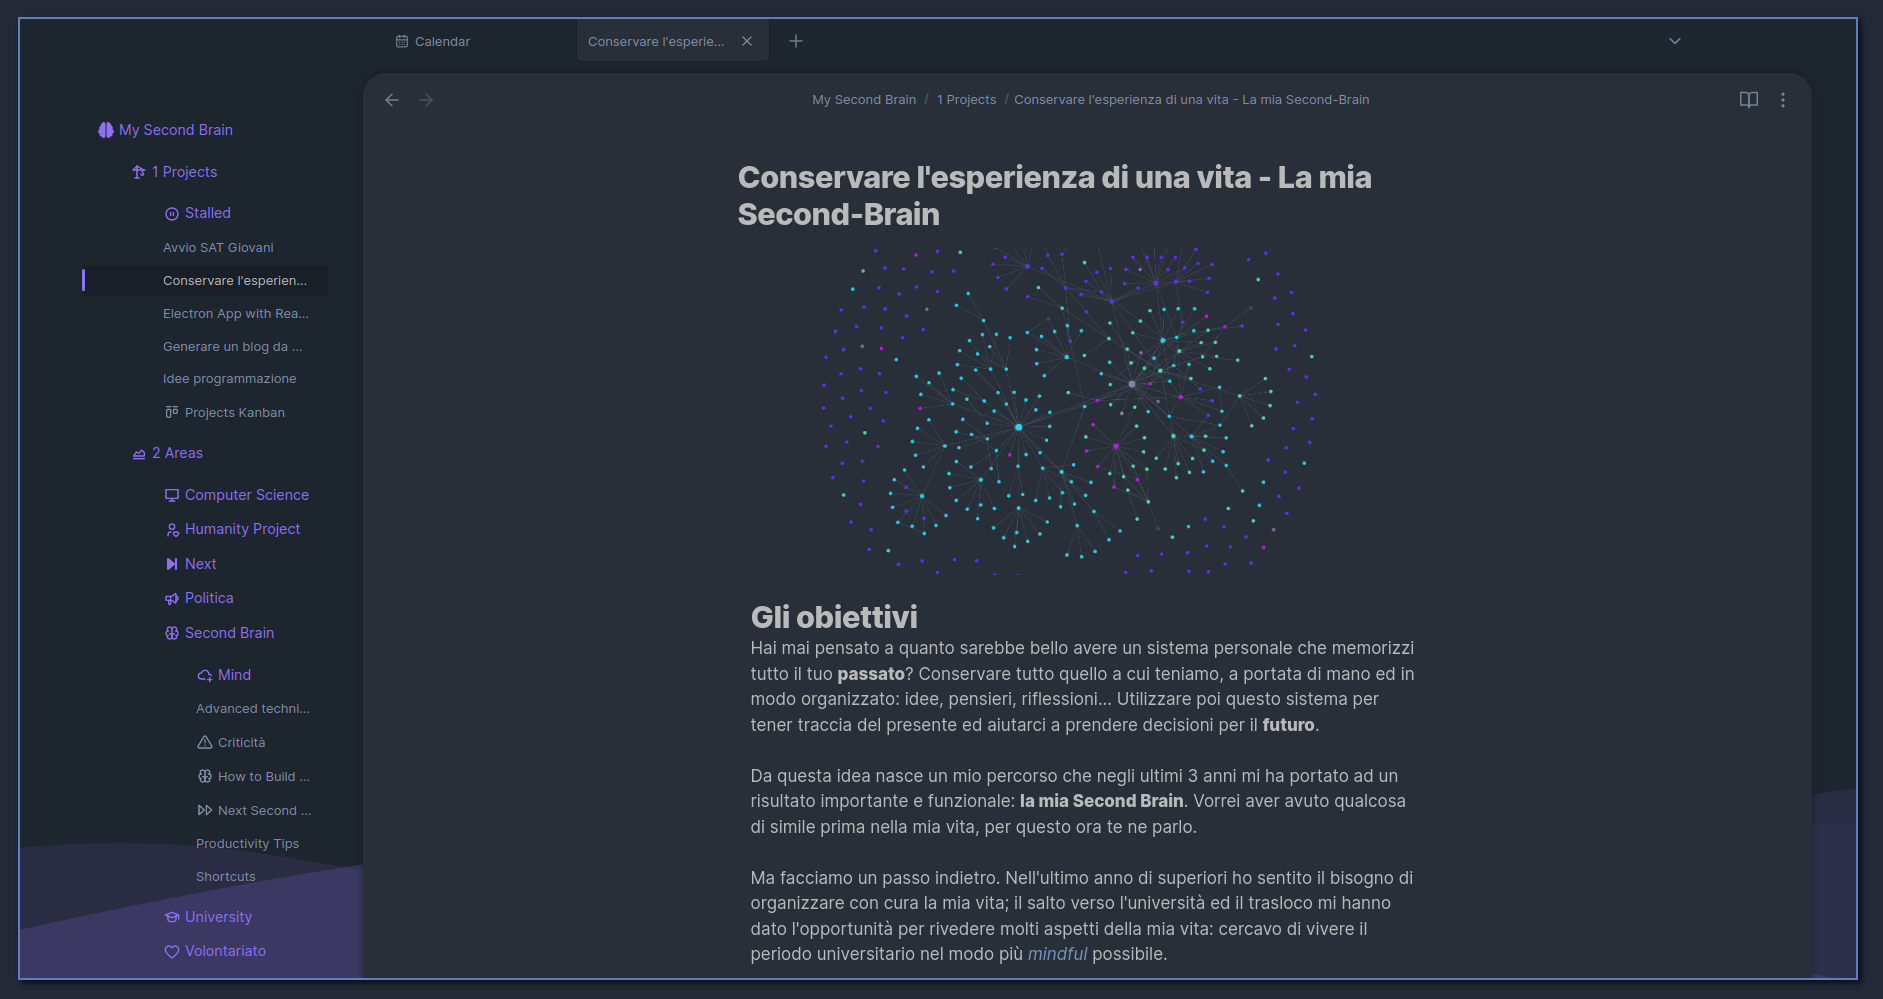 Calendar
Conservare l'esperie...
My Second Brain / 1 Projects / Conservare l'esperienza di una vita - La mia Second-Brain
My Second Brain
1 Projects
Stalled
Avvio SAT Giovani
Conservare l'esperien...
Electron App with Rea...
Generare un blog da ...
Idee programmazione
Projects Kanban
2 Areas
Computer Science
Humanity Project
Next
Politica
Second Brain
Mind
Advanced techni...
Criticità
How to Build ...
Next Second ...
Productivity Tips
Shortcuts
University
Volontariato
Conservare l'esperienza di una vita - La mia
Second-Brain
Gli obiettivi
Hai mai pensato a quanto sarebbe bello avere un sistema personale che memorizzi
tutto il tuo passato? Conservare tutto quello a cui teniamo, a portata di mano ed in
modo organizzato: idee, pensieri, riflessioni... Utilizzare poi questo sistema per
tener traccia del presente ed aiutarci a prendere decisioni per il futuro.
Da questa idea nasce un mio percorso che negli ultimi 3 anni mi ha portato ad un
risultato importante e funzionale: la mia Second Brain. Vorrei aver avuto qualcosa
di simile prima nella mia vita, per questo ora te ne parlo.
Ma facciamo un passo indietro. Nell'ultimo anno di superiori ho sentito il bisogno di
organizzare con cura la mia vita; il salto verso l'università ed il trasloco mi hanno
dato l'opportunità per rivedere molti aspetti della mia vita: cercavo di vivere il
periodo universitario nel modo più mindful possibile.